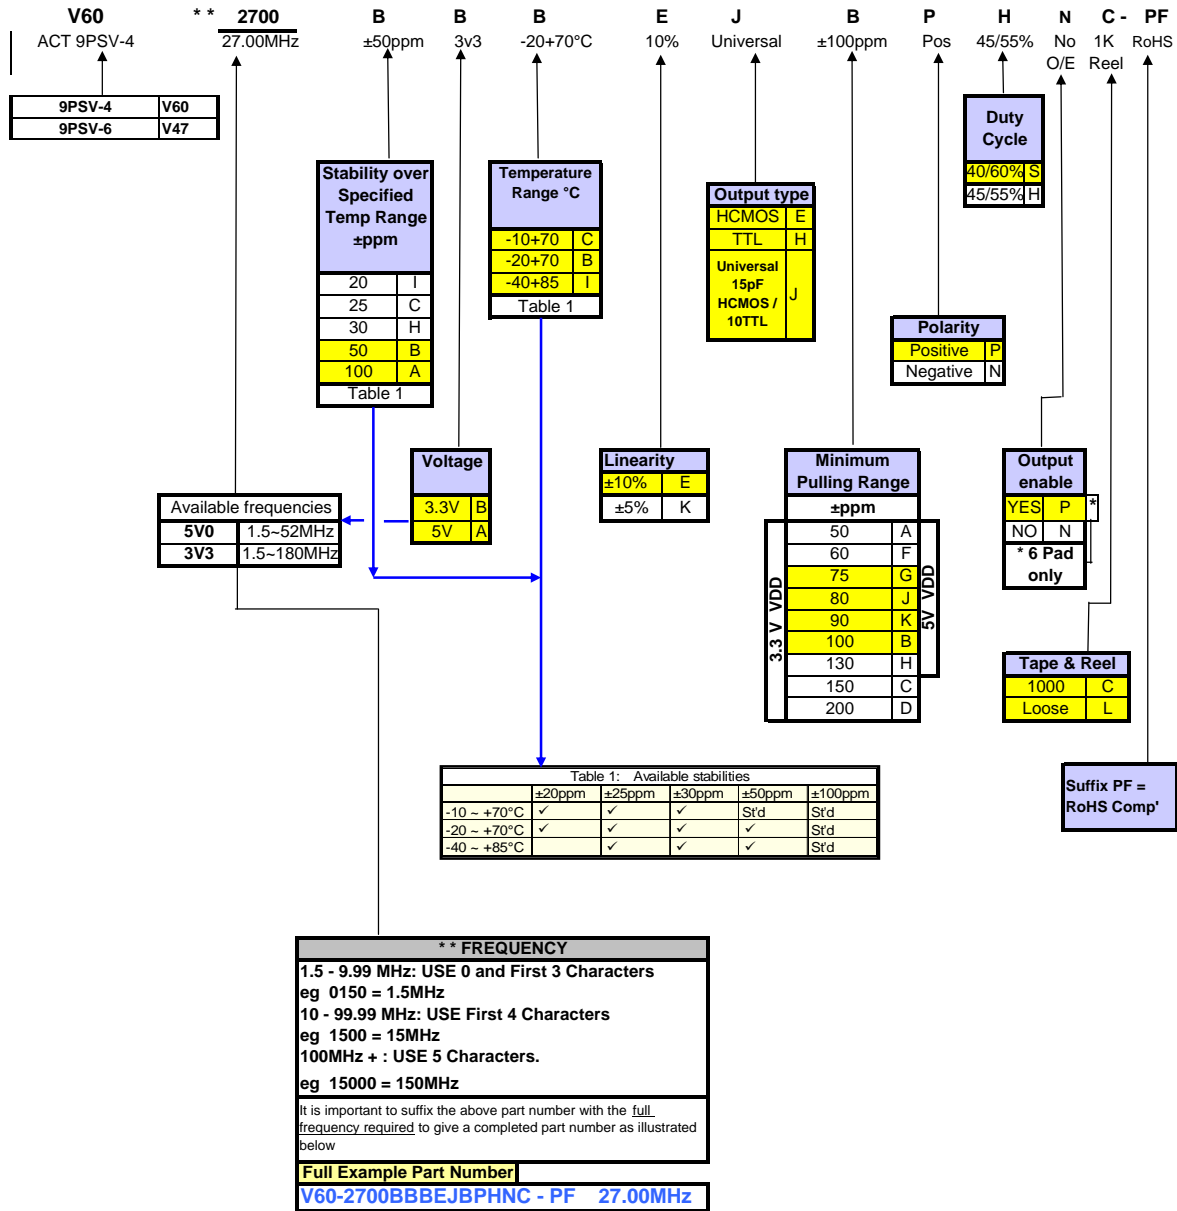 V60 * * 2700 B B B E J B P H N C - PF
ACT 9PSV-4 27.00MHz ±50ppm 3v3 -20+70°C 10% Universal ±100ppm Pos 45/55% No 1K RoHS
O/E Reel
9PSV-4 V60
9PSV-6 V47
Duty
Cycle
40/60% S
45/55% H
Stability over
Specified
Temp Range
±ppm
20 I
25 C
30 H
50 B
100 A
Table 1
Temperature
Range °C
-10+70 C
-20+70 B
-40+85 I
Table 1
Output type
HCMOS E
TTL H
Universal
15pF
HCMOS /
10TTL
J
Polarity
Positive P
Negative N
Voltage
3.3V B
5V A
Available frequencies
5V0 1.5~52MHz
3V3 1.5~180MHz
Linearity
±10% E
±5% K
Minimum
Pulling Range
±ppm
50 A
60 F
75 G
80 J
90 K
100 B
130 H
150 C
200 D
3.3 V VDD
5V VDD
Output
enable
YES P *
NO N
* 6 Pad
only
Tape & Reel
1000 C
Loose L
Suffix PF =
RoHS Comp'
Table 1: Available stabilities
±20ppm ±25ppm ±30ppm ±50ppm ±100ppm
-10 ~ +70°C ✓ ✓ ✓ St'd St'd
-20 ~ +70°C ✓ ✓ ✓ ✓ St'd
-40 ~ +85°C ✓ ✓ ✓ St'd
* * FREQUENCY
1.5 - 9.99 MHz: USE 0 and First 3 Characters
eg 0150 = 1.5MHz
10 - 99.99 MHz: USE First 4 Characters
eg 1500 = 15MHz
100MHz + : USE 5 Characters.
eg 15000 = 150MHz
It is important to suffix the above part number with the full
frequency required to give a completed part number as illustrated
below
Full Example Part Number
V60-2700BBBEJBPHNC - PF 27.00MHz